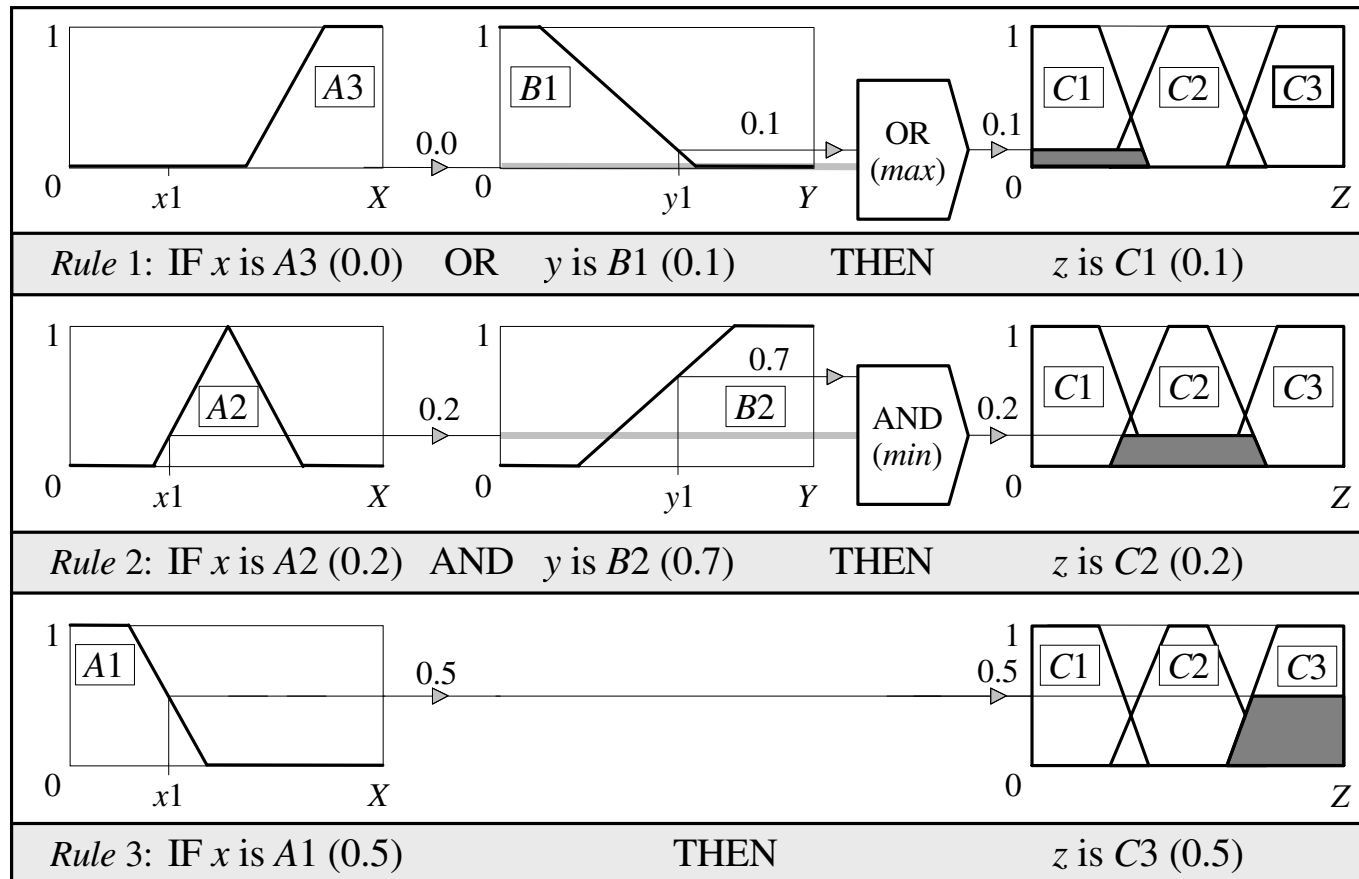 1 A3 0.0 0 x1 X
1 B1 0.1 0 y1 Y
OR
(max)
0.1
1 C1 C2 C3 0 Z
Rule 1: IF x is A3 (0.0) OR y is B1 (0.1) THEN z is C1 (0.1)
1 A2 0.2 0 x1 X
1 0.7 B2 0 y1 Y
AND
(min)
0.2
1 C1 C2 C3 0 Z
Rule 2: IF x is A2 (0.2) AND y is B2 (0.7) THEN z is C2 (0.2)
1 A1 0.5 0 x1 X
0.5
1 C1 C2 C3 0 Z
Rule 3: IF x is A1 (0.5) THEN z is C3 (0.5)